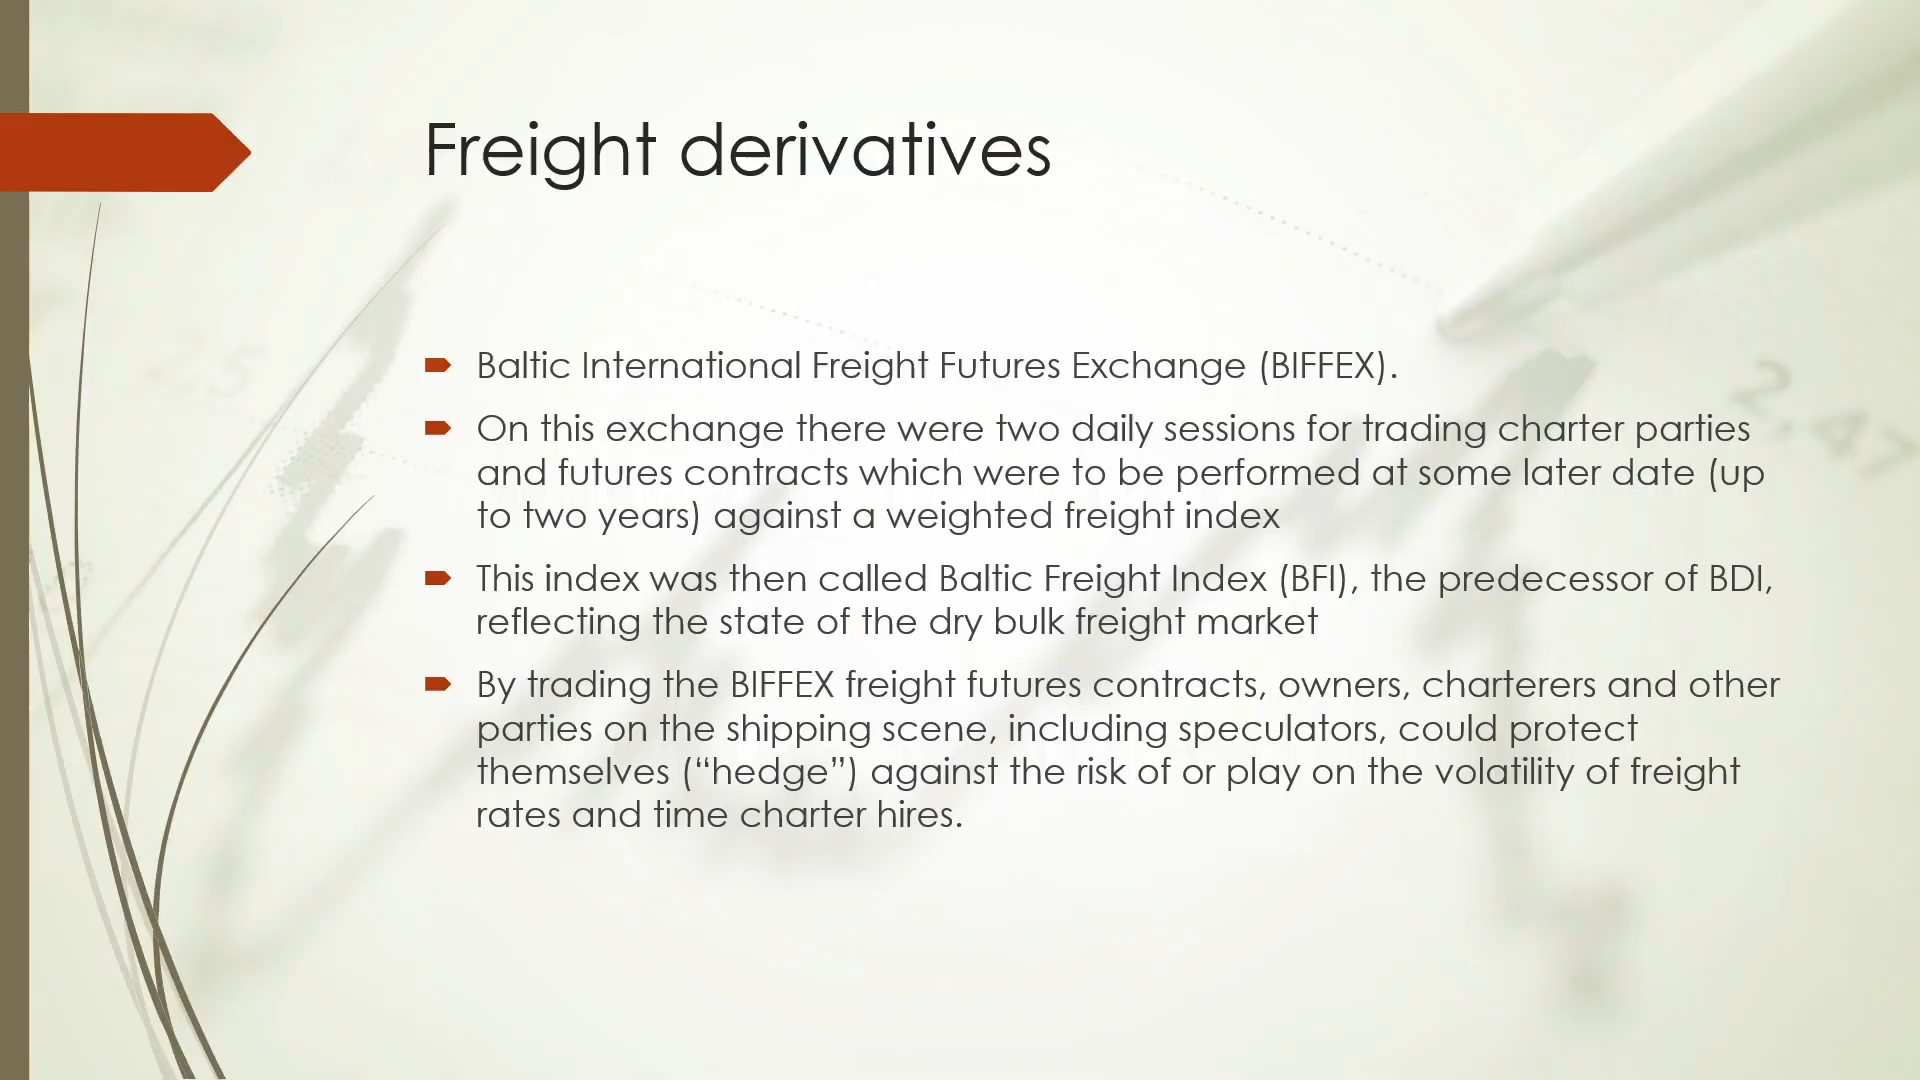 Freight derivatives
Baltic International Freight Futures Exchange (BIFFEX).
On this exchange there were two daily sessions for trading charter parties
and futures contracts which were to be performed at some later date (up
to two years) against a weighted freight index
This index was then called Baltic Freight Index (BFI), the predecessor of BDI,
reflecting the state of the dry bulk freight market
By trading the BIFFEX freight futures contracts, owners, charterers and other
parties on the shipping scene, including speculators, could protect
themselves (“hedge”) against the risk of or play on the volatility of freight
rates and time charter hires.
2.47
25